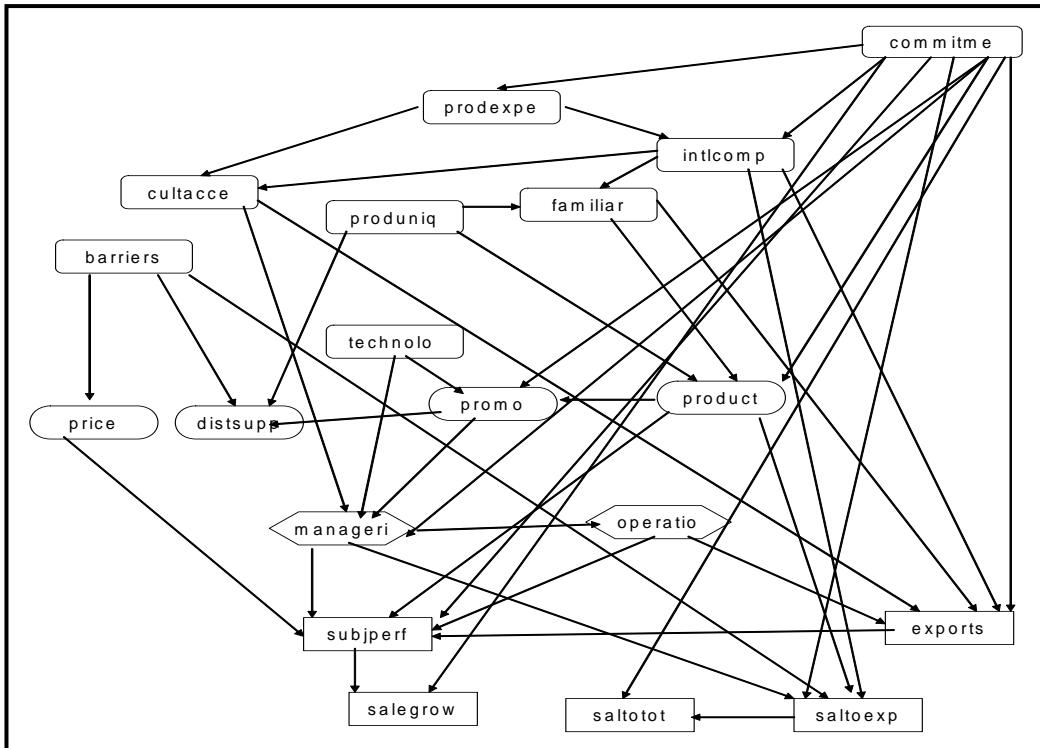 commitme
prodexpe
intlcomp
cultacce
familiar
produniq
barriers
technolo
promo
product
price
distsupp
manageri
operatio
subjperf
exports
salegrow
saltotot
saltoexp